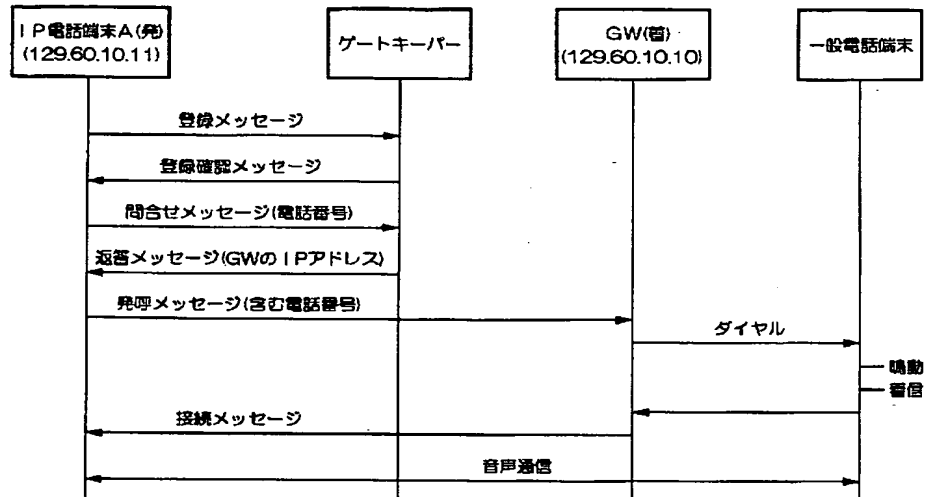 IP電話端末A(発)
(129.60.10.11)
ゲートキーパー
GW(着)
(129.60.10.10)
一般電話端末
登録メッセージ
登録確認メッセージ
問合せメッセージ(電話番号)
返答メッセージ(GWのIPアドレス)
発呼メッセージ(含む電話番号)
ダイヤル
鳴動
着信
接続メッセージ
音声通信